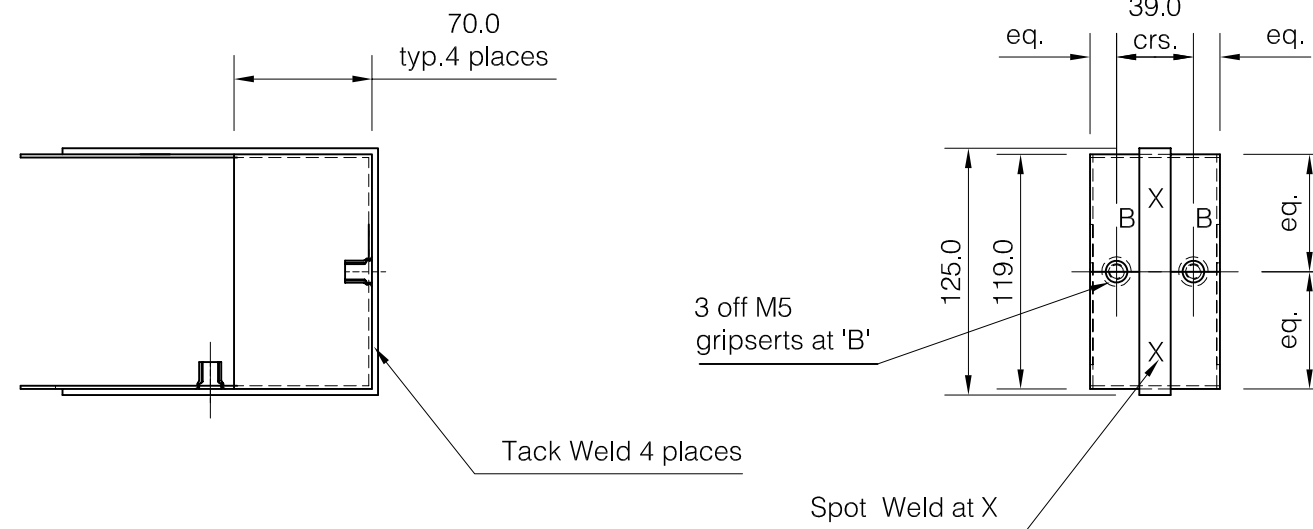 70.0
typ.4 places
39.0
eq.
crs.
eq.
X
B
B
eq.
125.0
119.0
3 off M5
gripserts at 'B'
eq.
X
Tack Weld 4 places
Spot Weld at X